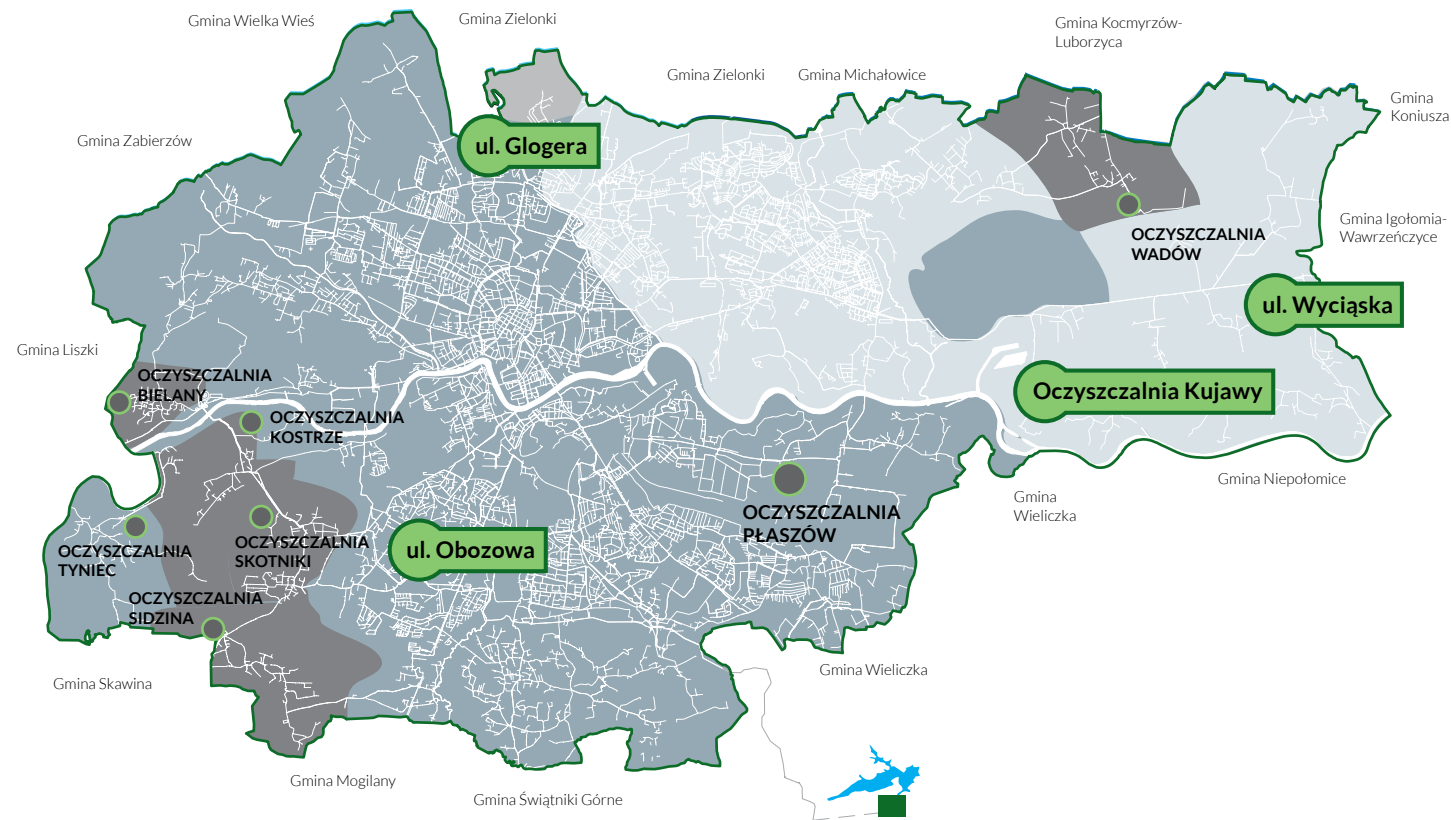 Gmina Wielka Wieś
Gmina Zielonki
Gmina Zielonki
Gmina Michałowice
Gmina Kocmyrzów-
Luborzyca
Gmina
Koniusza
Gmina Zabierzów
ul. Glogera
Gmina Igołomia-
Wawrzeńczyce
OCZYSZCZALNIA
WADÓW
ul. Wyciąska
Gmina Liszki
OCZYSZCZALNIA
BIELANY
Oczyszczalnia Kujawy
OCZYSZCZALNIA
KOSTRZE
Gmina Niepołomice
Gmina
Wieliczka
OCZYSZCZALNIA
PŁASZÓW
OCZYSZCZALNIA
SKOTNIKI
ul. Obozowa
OCZYSZCZALNIA
TYNIEC
OCZYSZCZALNIA
SIDZINA
Gmina Wieliczka
Gmina Skawina
Gmina Mogilany
Gmina Świątniki Górne